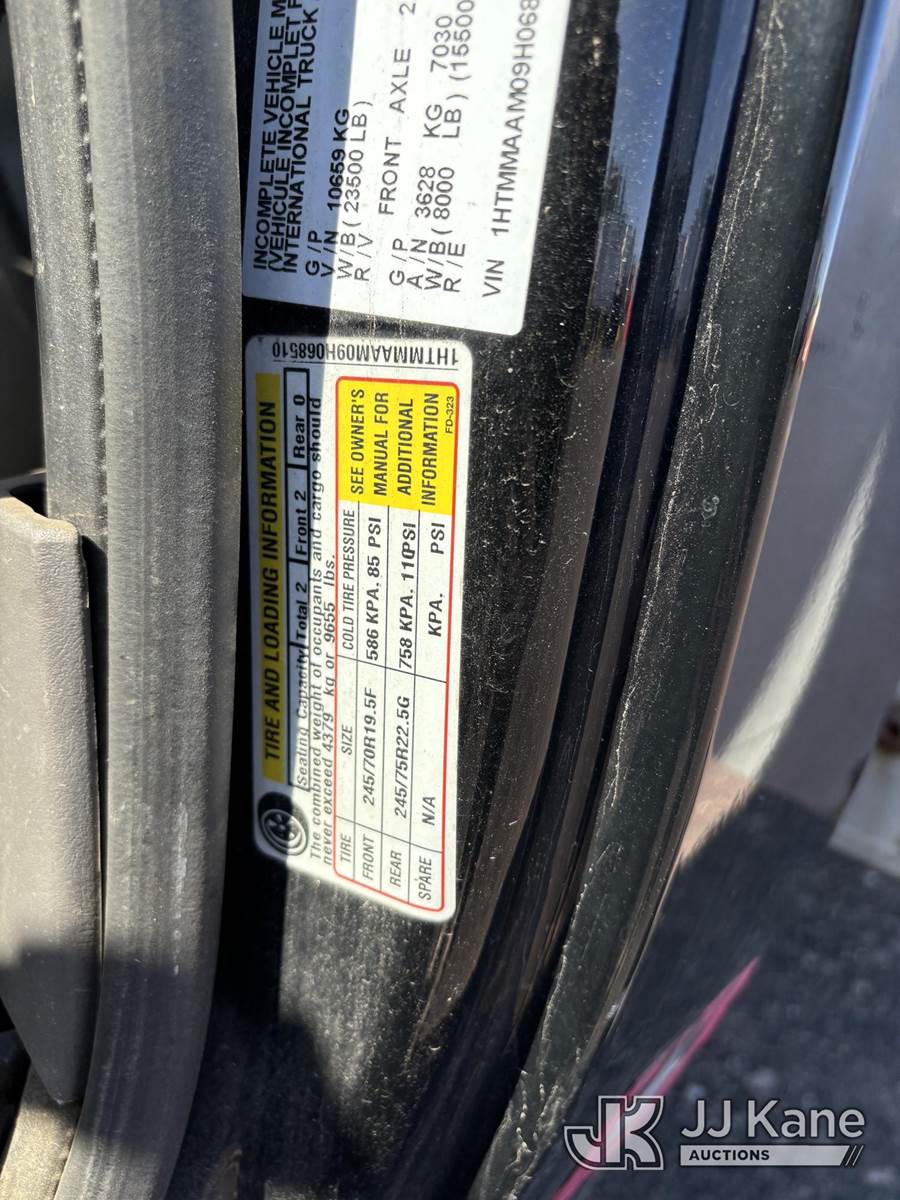 INCOMPLETE VEHICLE M
(VEHICULE INCOMPLET F
INTERNATIONAL TRUCK
G/P
V/N 10659 KG
W/B( 23500 LB)
R/V
G/P FRONT AXLE 2
A/N 3628 KG 7030
W/B( 8000 LB) (15500
R/E
VIN 1HTMMAAM09H068
1HTMMAAM09H068510
TIRE AND LOADING INFORMATION
Seating Capacity Total 2 Front 2 Rear 0
The combined weight of occupants and cargo should
never exceed 4379 kg or 9655 lbs.
TIRE SIZE COLD TIRE PRESSURE SEE OWNER'S
FRONT 245/70R19.5F 586 KPA, 85 PSI MANUAL FOR
REAR 245/75R22.5G 758 KPA, 110PSI ADDITIONAL
SPARE N/A KPA, PSI INFORMATION
FD-323
JK JJ Kane
AUCTIONS